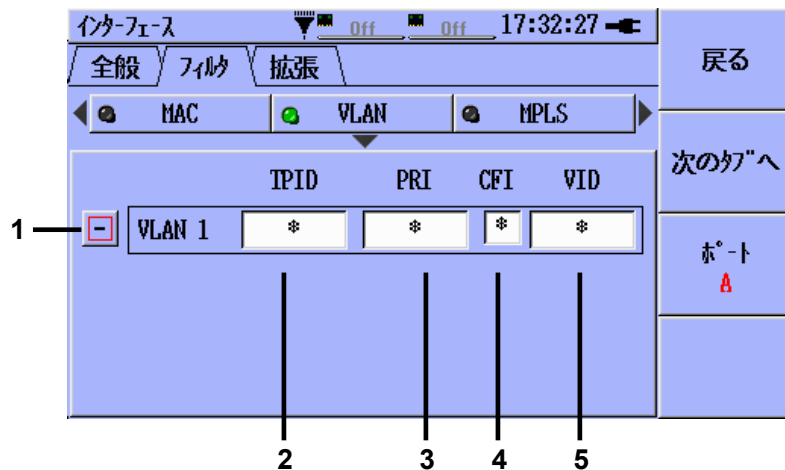 インターフェース Off Off 17:32:27
全般 フィルタ 拡張
MAC VLAN MPLS
TPID PRI CFI VID
1 - VLAN 1 * * * *
2 3 4 5
戻る
次のタブへ
ポート
A